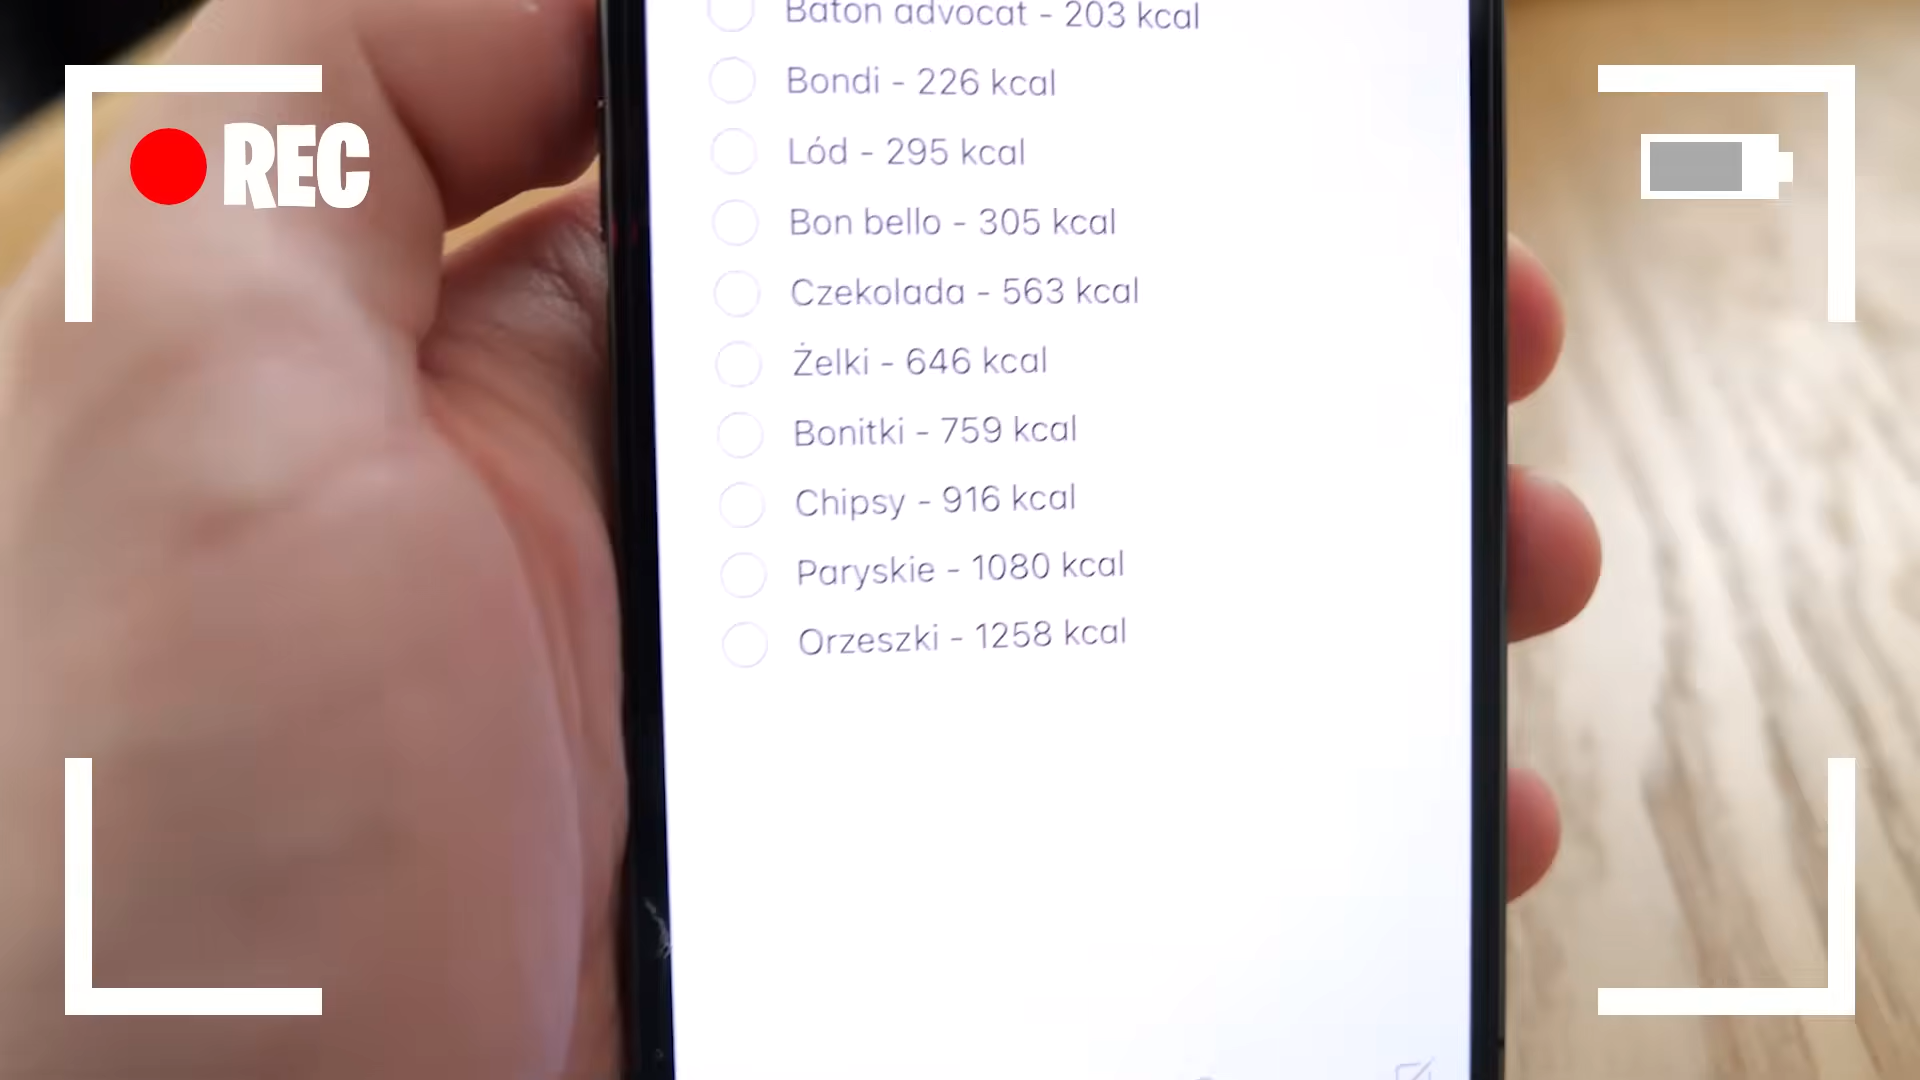 Baton advocat - 203 kcal
REC
Bondi - 226 kcal
Lód - 295 kcal
Bon bello - 305 kcal
Czekolada - 563 kcal
Żelki - 646 kcal
Bonitki - 759 kcal
Chipsy - 916 kcal
Paryskie - 1080 kcal
Orzeszki - 1258 kcal